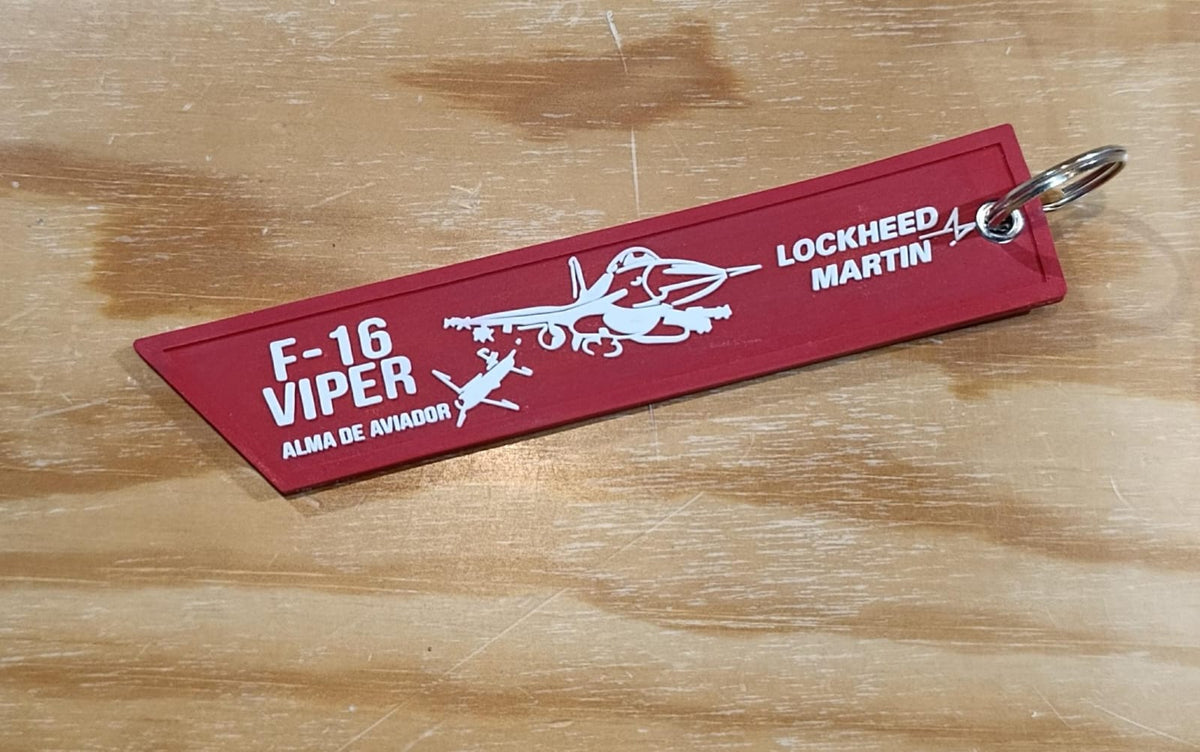 F-16
VIPER
ALMA DE AVIADOR
LOCKHEED
MARTIN